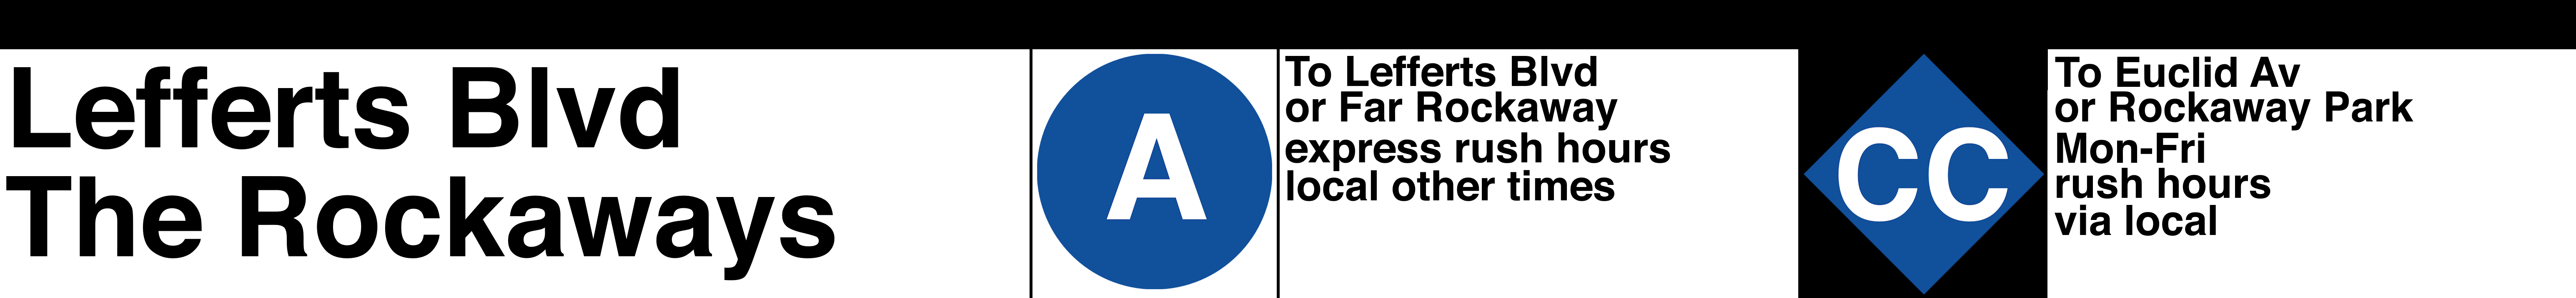 Lefferts Blvd
The Rockaways
A
To Lefferts Blvd
or Far Rockaway
express rush hours
local other times
CC
To Euclid Av
or Rockaway Park
Mon-Fri
rush hours
via local